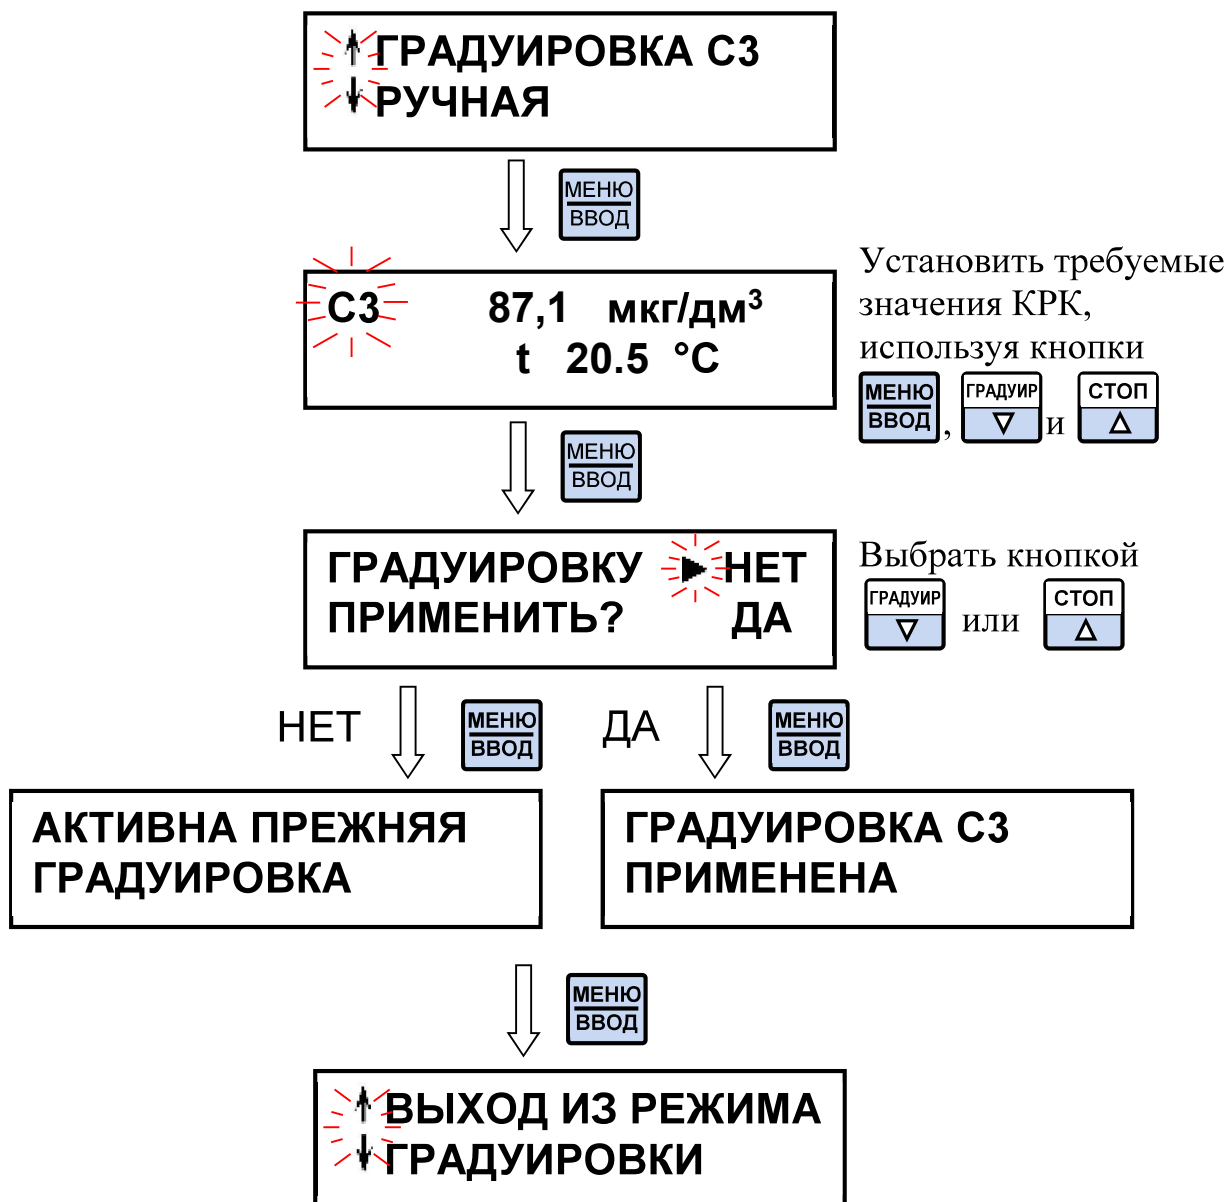 ГРАДУИРОВКА С3
РУЧНАЯ
МЕНЮ
ВВОД
С3 87,1 мкг/дм³
t 20.5 °С
Установить требуемые
значения КРК,
используя кнопки
МЕНЮ
ВВОД
,
ГРАДУИР
и
СТОП
МЕНЮ
ВВОД
ГРАДУИРОВКУ НЕТ
ПРИМЕНИТЬ? ДА
Выбрать кнопкой
ГРАДУИР
или
СТОП
НЕТ
МЕНЮ
ВВОД
ДА
МЕНЮ
ВВОД
АКТИВНА ПРЕЖНЯЯ
ГРАДУИРОВКА
ГРАДУИРОВКА С3
ПРИМЕНЕНА
МЕНЮ
ВВОД
ВЫХОД ИЗ РЕЖИМА
ГРАДУИРОВКИ